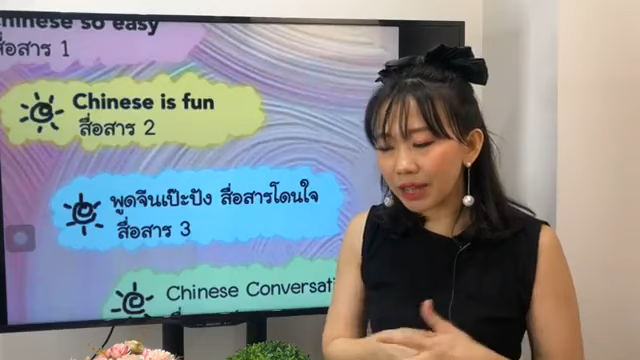 Chinese so easy
สื่อสาร 1
Chinese is fun
สื่อสาร 2
พูดจีนเป๊ะปัง สื่อสารโดนใจ
สื่อสาร 3
Chinese Conversati